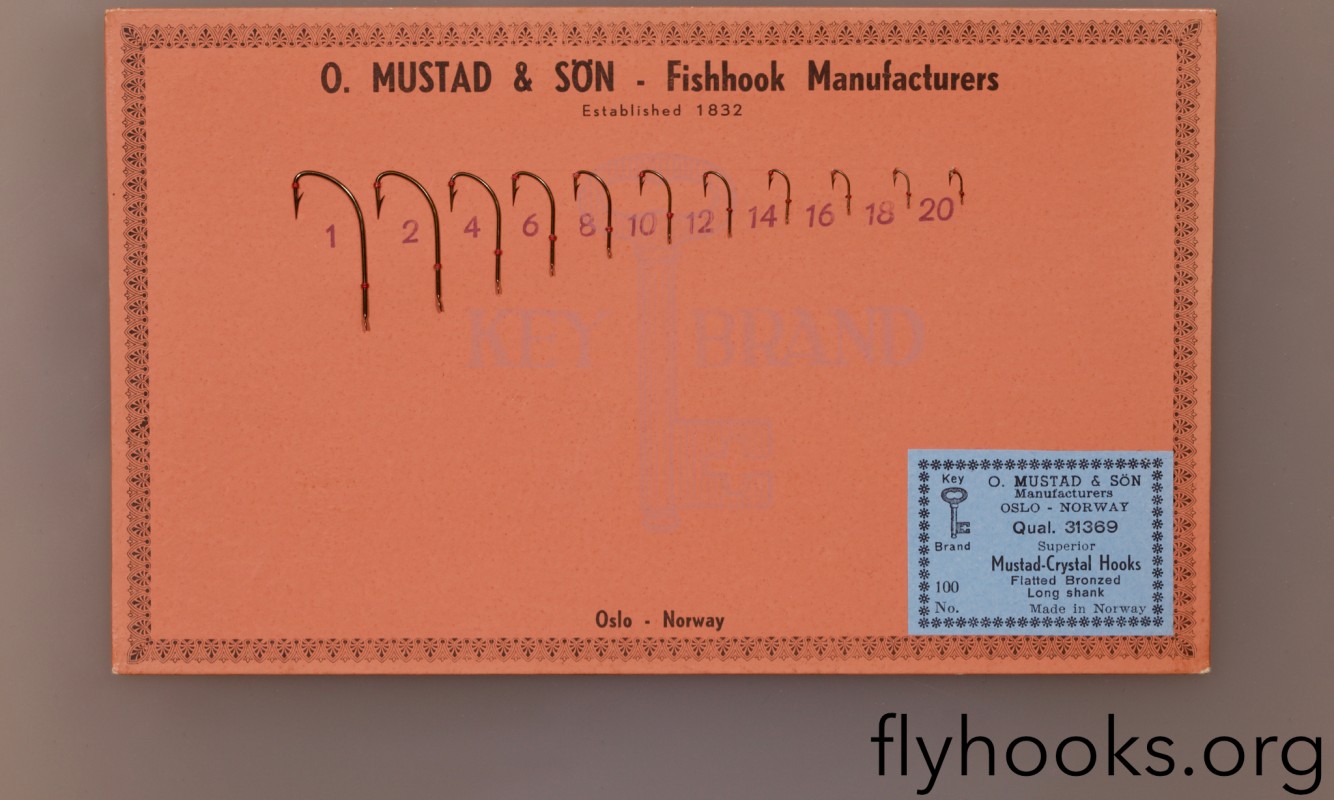 O. MUSTAD & SÖN - Fishhook Manufacturers
Established 1832
1 2 4 6 8 10 12 14 16 18 20
KEY BRAND
Key
Brand
100
No.
O. MUSTAD & SÖN
Manufacturers
OSLO - NORWAY
Qual. 31369
Superior
Mustad-Crystal Hooks
Flatted Bronzed
Long shank
Made in Norway
Oslo - Norway
flyhooks.org